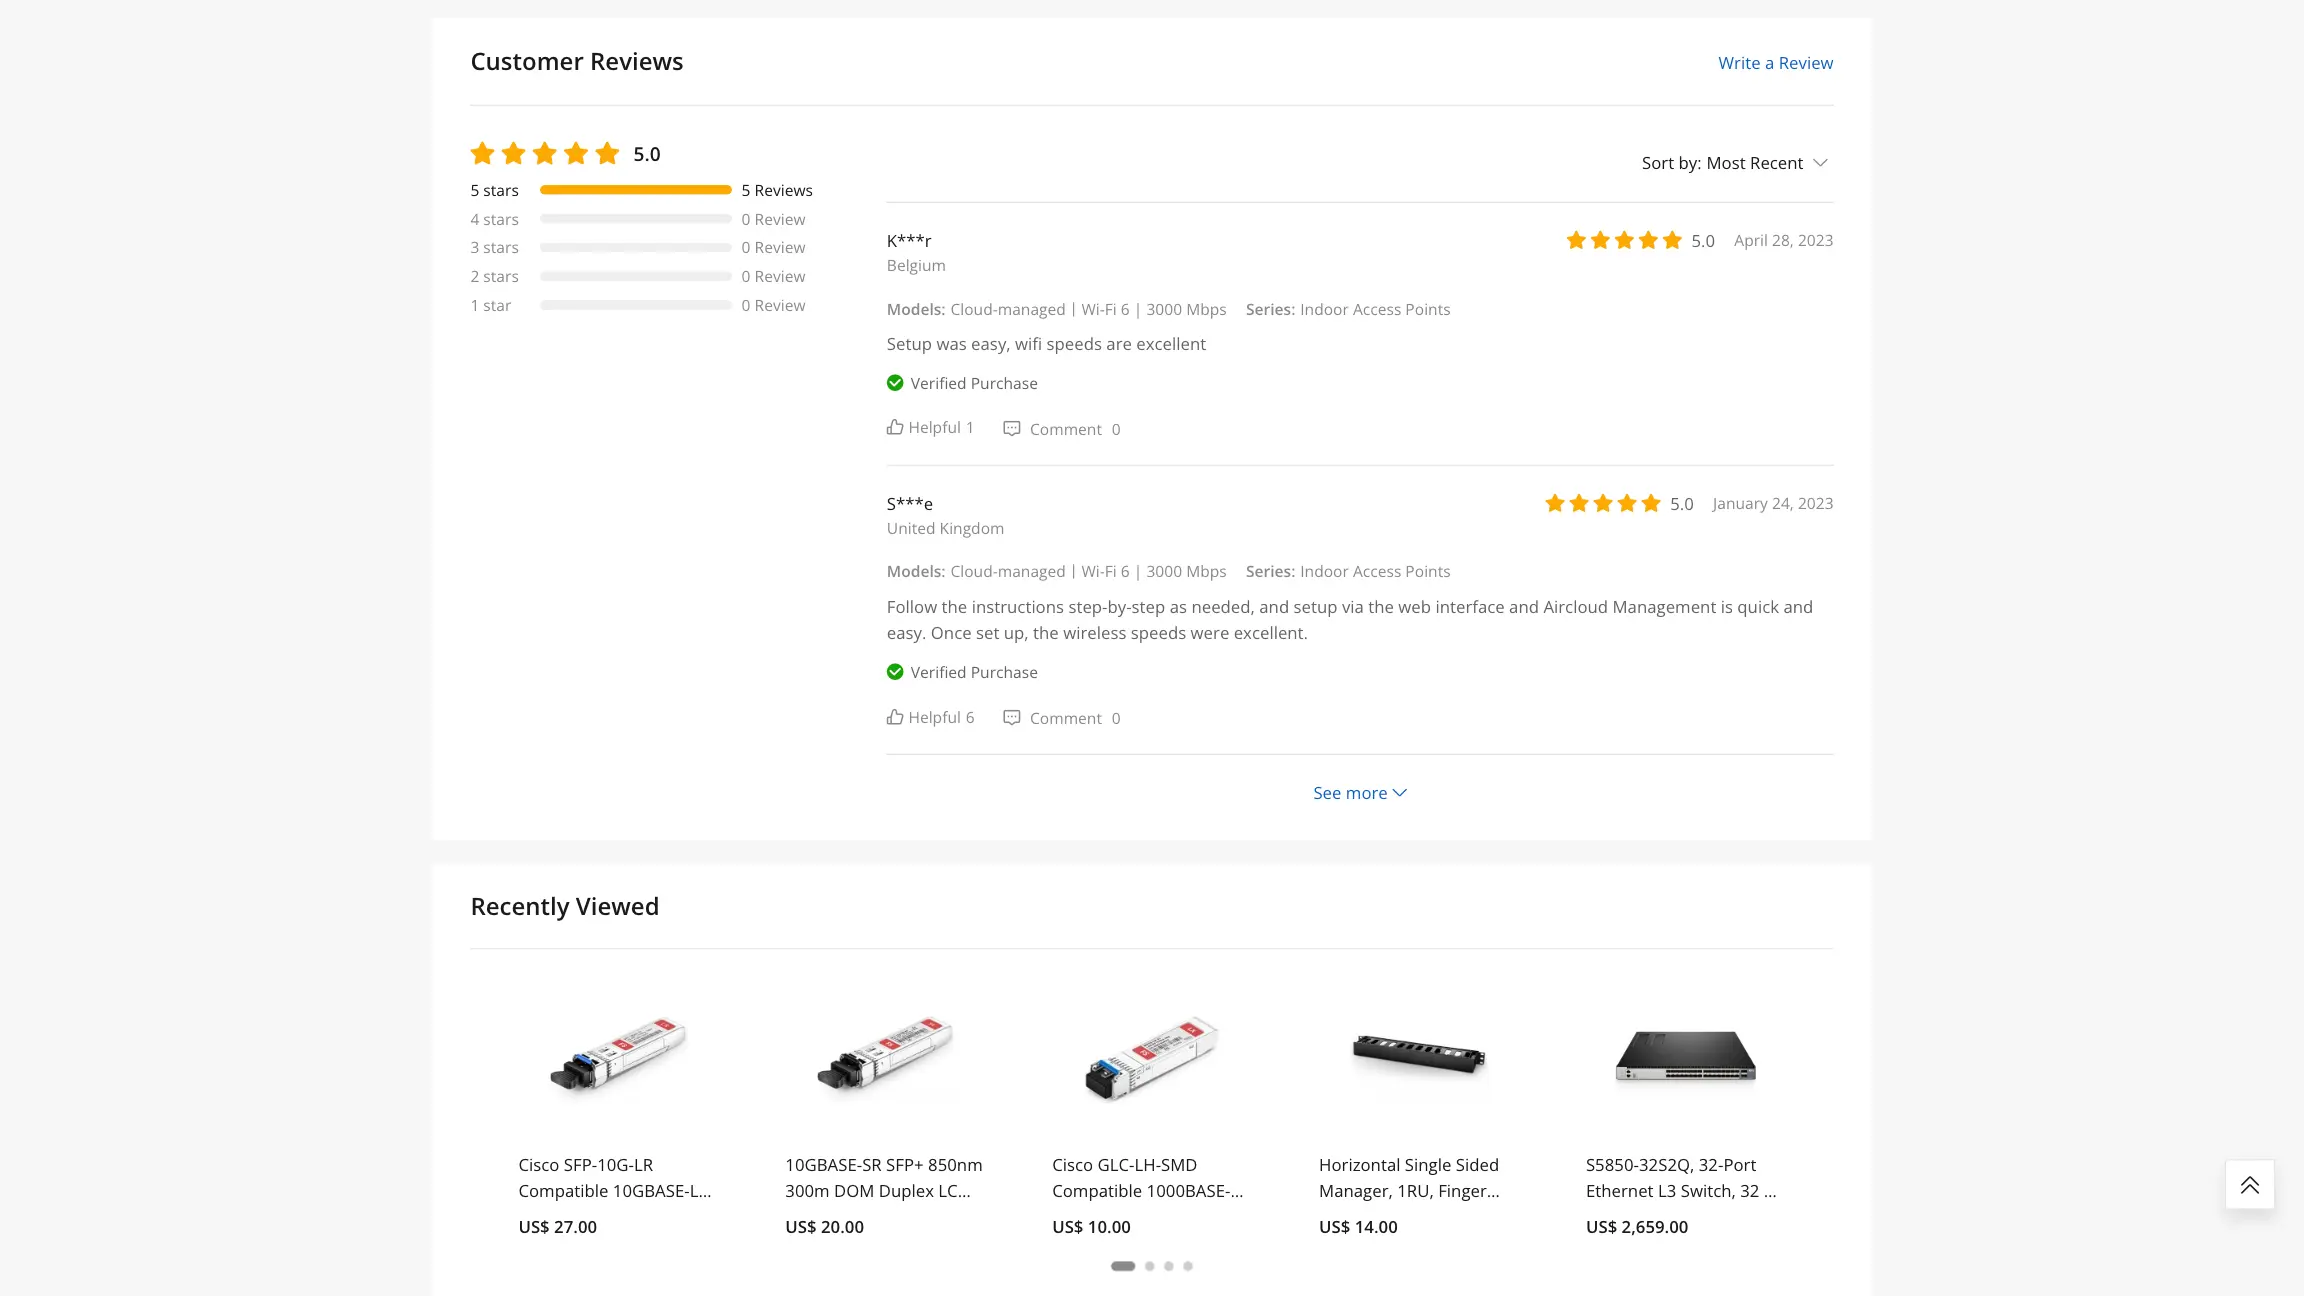 Customer Reviews
Write a Review
5.0
Sort by: Most Recent
5 stars 5 Reviews
4 stars 0 Review
3 stars 0 Review
2 stars 0 Review
1 star 0 Review
K***r
5.0 April 28, 2023
Belgium
Models: Cloud-managed | Wi-Fi 6 | 3000 Mbps Series: Indoor Access Points
Setup was easy, wifi speeds are excellent
Verified Purchase
Helpful 1 Comment 0
S***e
5.0 January 24, 2023
United Kingdom
Models: Cloud-managed | Wi-Fi 6 | 3000 Mbps Series: Indoor Access Points
Follow the instructions step-by-step as needed, and setup via the web interface and Aircloud Management is quick and
easy. Once set up, the wireless speeds were excellent.
Verified Purchase
Helpful 6 Comment 0
See more
Recently Viewed
Cisco SFP-10G-LR
Compatible 10GBASE-L...
US$ 27.00
10GBASE-SR SFP+ 850nm
300m DOM Duplex LC...
US$ 20.00
Cisco GLC-LH-SMD
Compatible 1000BASE-...
US$ 10.00
Horizontal Single Sided
Manager, 1RU, Finger...
US$ 14.00
S5850-32S2Q, 32-Port
Ethernet L3 Switch, 32 ...
US$ 2,659.00